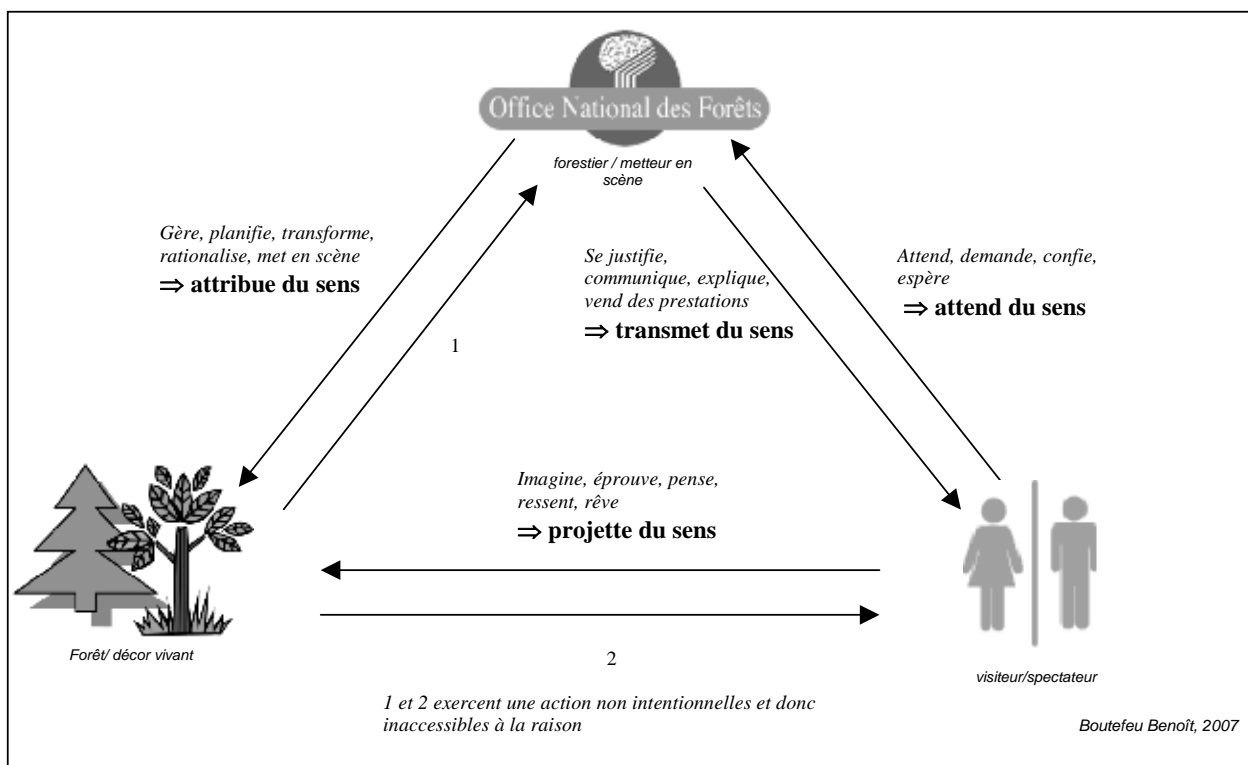 Office National des Forêts
forestier / metteur en
scène
Gère, planifie, transforme,
rationalise, met en scène
⇒ attribue du sens
Se justifie,
communique, explique,
vend des prestations
⇒ transmet du sens
Attend, demande, confie,
espère
⇒ attend du sens
1
Imagine, éprouve, pense,
ressent, rêve
⇒ projette du sens
Forêt/ décor vivant
2
visiteur/spectateur
1 et 2 exercent une action non intentionnelles et donc
inaccessibles à la raison
Boutefeu Benoît, 2007